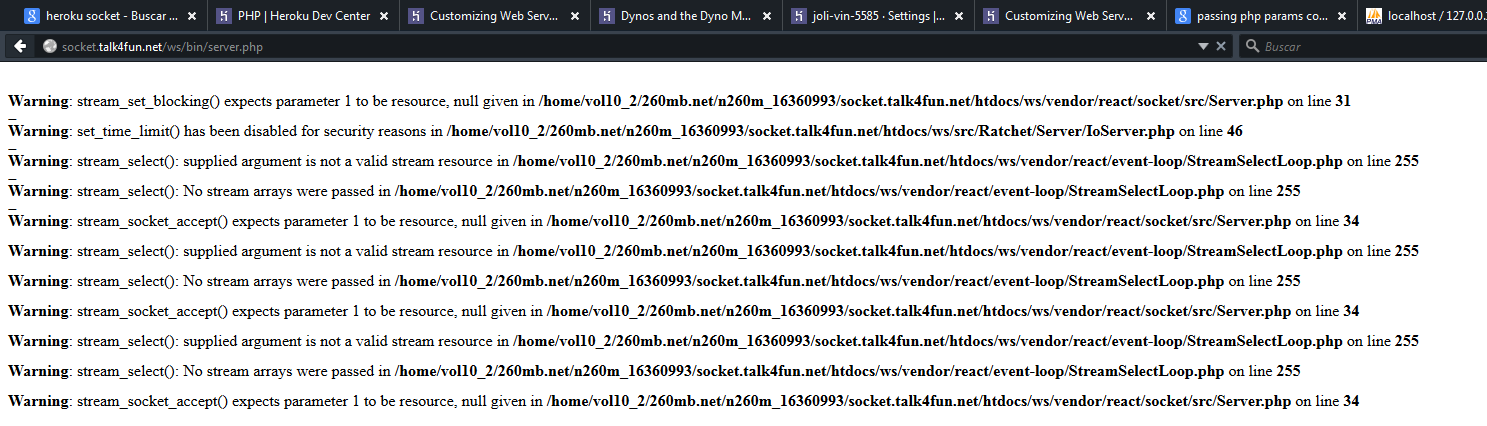 heroku socket - Buscar ...
PHP | Heroku Dev Center
Customizing Web Serv...
Dynos and the Dyno M...
joli-vin-5585 · Settings |...
Customizing Web Serv...
passing php params co...
localhost / 127.0.0.
socket.talk4fun.net/ws/bin/server.php
Buscar
Warning: stream_set_blocking() expects parameter 1 to be resource, null given in /home/vol10_2/260mb.net/n260m_16360993/socket.talk4fun.net/htdocs/ws/vendor/react/socket/src/Server.php on line 31
Warning: set_time_limit() has been disabled for security reasons in /home/vol10_2/260mb.net/n260m_16360993/socket.talk4fun.net/htdocs/ws/src/Ratchet/Server/IoServer.php on line 46
Warning: stream_select(): supplied argument is not a valid stream resource in /home/vol10_2/260mb.net/n260m_16360993/socket.talk4fun.net/htdocs/ws/vendor/react/event-loop/StreamSelectLoop.php on line 255
Warning: stream_select(): No stream arrays were passed in /home/vol10_2/260mb.net/n260m_16360993/socket.talk4fun.net/htdocs/ws/vendor/react/event-loop/StreamSelectLoop.php on line 255
Warning: stream_socket_accept() expects parameter 1 to be resource, null given in /home/vol10_2/260mb.net/n260m_16360993/socket.talk4fun.net/htdocs/ws/vendor/react/socket/src/Server.php on line 34
Warning: stream_select(): supplied argument is not a valid stream resource in /home/vol10_2/260mb.net/n260m_16360993/socket.talk4fun.net/htdocs/ws/vendor/react/event-loop/StreamSelectLoop.php on line 255
Warning: stream_select(): No stream arrays were passed in /home/vol10_2/260mb.net/n260m_16360993/socket.talk4fun.net/htdocs/ws/vendor/react/event-loop/StreamSelectLoop.php on line 255
Warning: stream_socket_accept() expects parameter 1 to be resource, null given in /home/vol10_2/260mb.net/n260m_16360993/socket.talk4fun.net/htdocs/ws/vendor/react/socket/src/Server.php on line 34
Warning: stream_select(): supplied argument is not a valid stream resource in /home/vol10_2/260mb.net/n260m_16360993/socket.talk4fun.net/htdocs/ws/vendor/react/event-loop/StreamSelectLoop.php on line 255
Warning: stream_select(): No stream arrays were passed in /home/vol10_2/260mb.net/n260m_16360993/socket.talk4fun.net/htdocs/ws/vendor/react/event-loop/StreamSelectLoop.php on line 255
Warning: stream_socket_accept() expects parameter 1 to be resource, null given in /home/vol10_2/260mb.net/n260m_16360993/socket.talk4fun.net/htdocs/ws/vendor/react/socket/src/Server.php on line 34